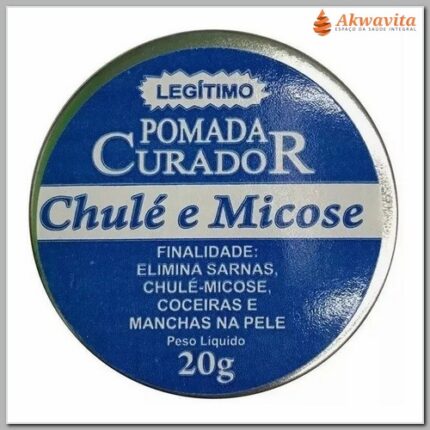 Akwavita
ESPAÇO DA SAÚDE INTEGRAL
LEGÍTIMO
POMADA
CURADOR
Chulé e Micose
FINALIDADE:
ELIMINA SARNAS,
CHULÉ-MICOSE,
COCEIRAS E
MANCHAS NA PELE
Peso Líquido
20g